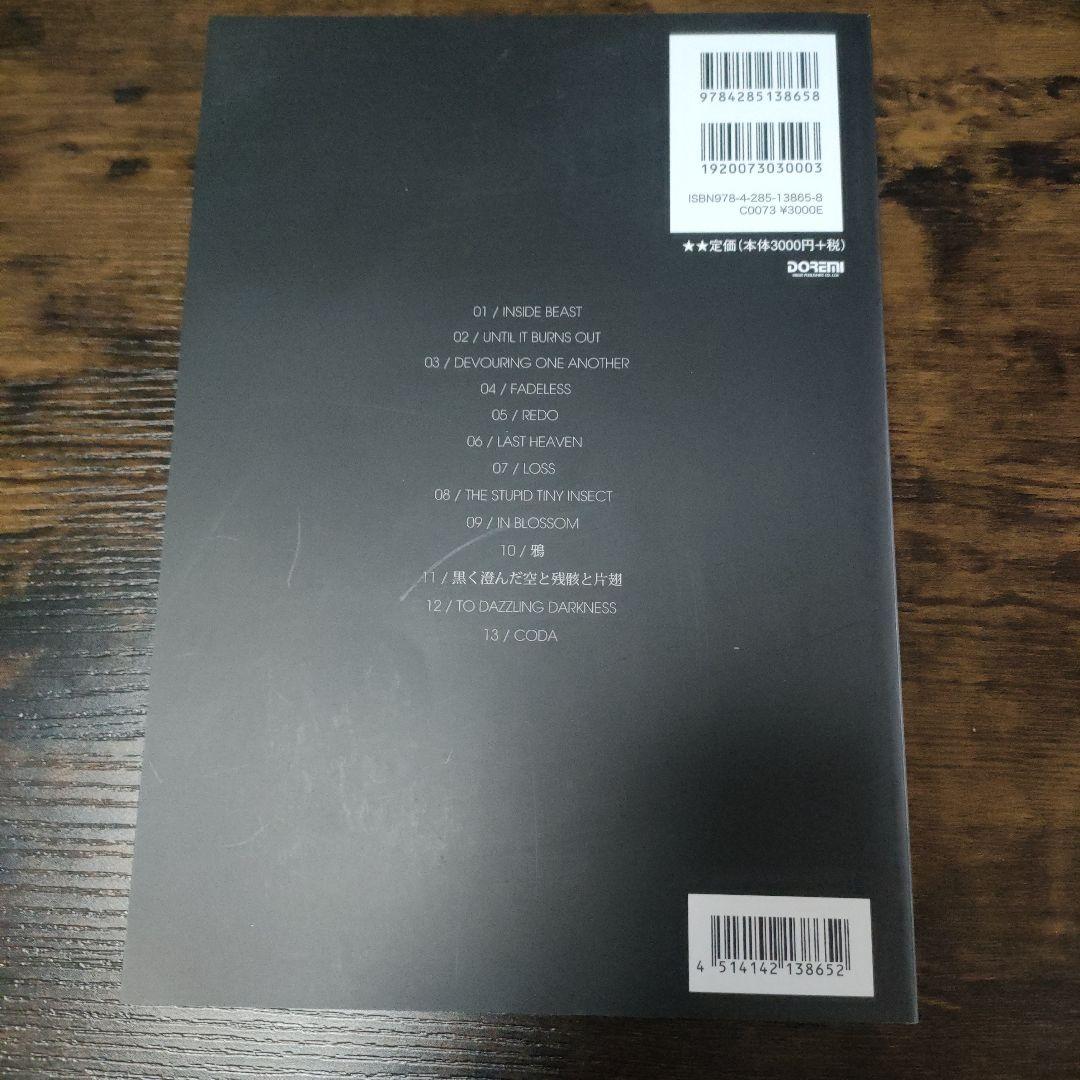 9784285138658
1920073030003
ISBN978-4-285-13865-8
C0073 ¥3000E
★★定価(本体3000円+税)
DOREMI
01 / INSIDE BEAST
02 / UNTIL IT BURNS OUT
03 / DEVOURING ONE ANOTHER
04 / FADELESS
05 / REDO
06 / LAST HEAVEN
07 / LOSS
08 / THE STUPID TINY INSECT
09 / IN BLOSSOM
10 / 鴉
11 / 黒く澄んだ空と残骸と片翅
12 / TO DAZZLING DARKNESS
13 / CODA
4 514142 138652